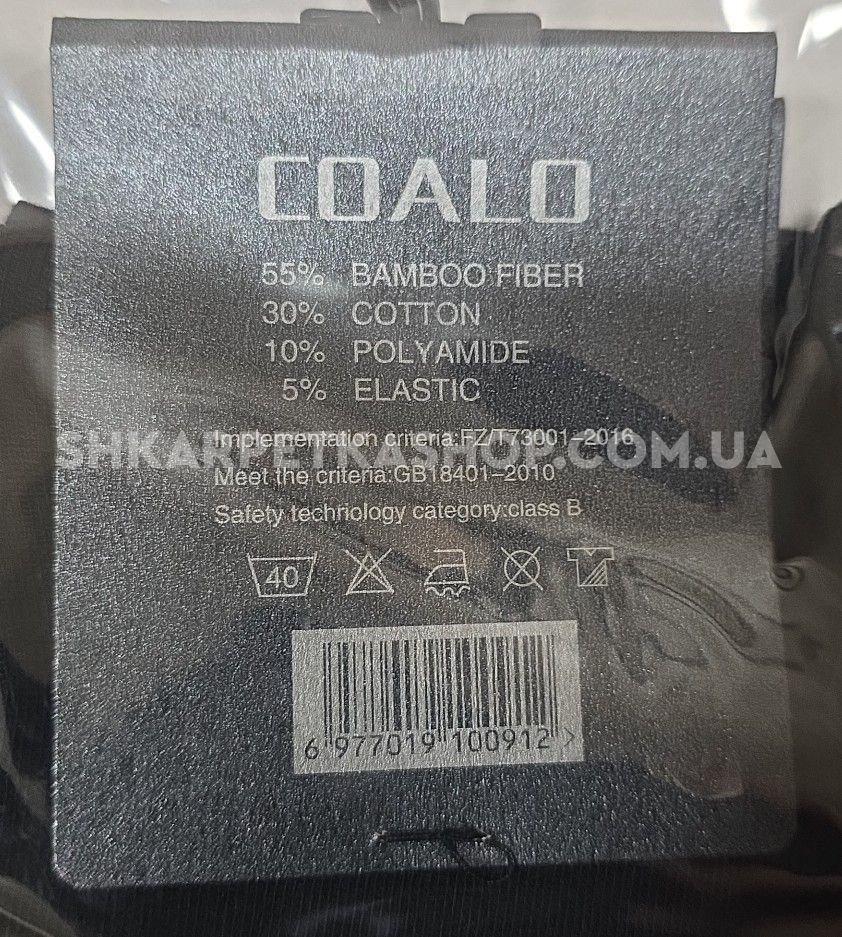 COALO
55% BAMBOO FIBER
30% COTTON
10% POLYAMIDE
5% ELASTIC
Implementation criteria:FZ/T73001-2016
SHKARPETKASHOP.COM.UA
Meet the criteria:GB18401-2010
Safety technology category:class B
40
6 977019 100912 >